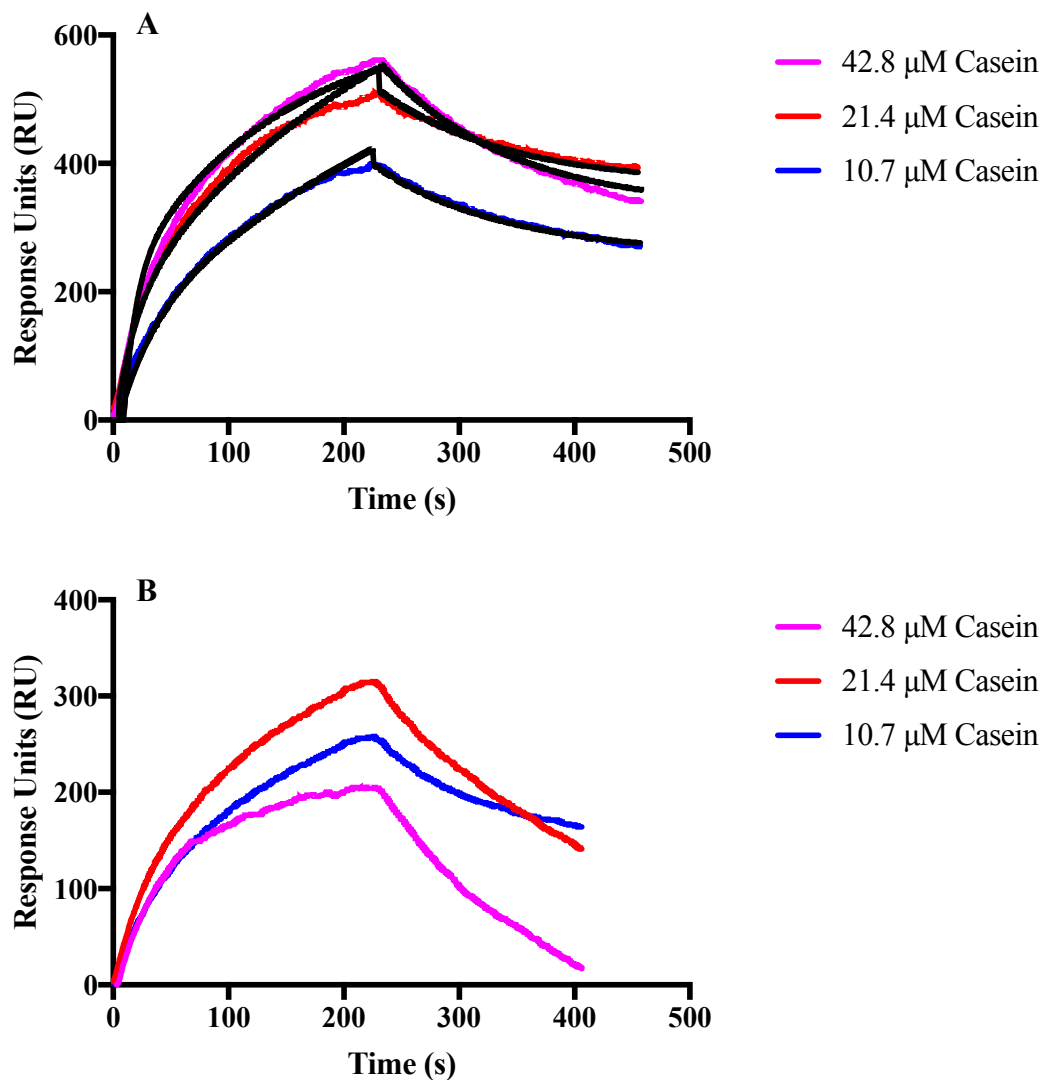 A
600
400
200
0
Response Units (RU)
0 100 200 300 400 500
Time (s)
42.8 μM Casein
21.4 μM Casein
10.7 μM Casein
B
400
300
200
100
0
Response Units (RU)
0 100 200 300 400 500
Time (s)
42.8 μM Casein
21.4 μM Casein
10.7 μM Casein